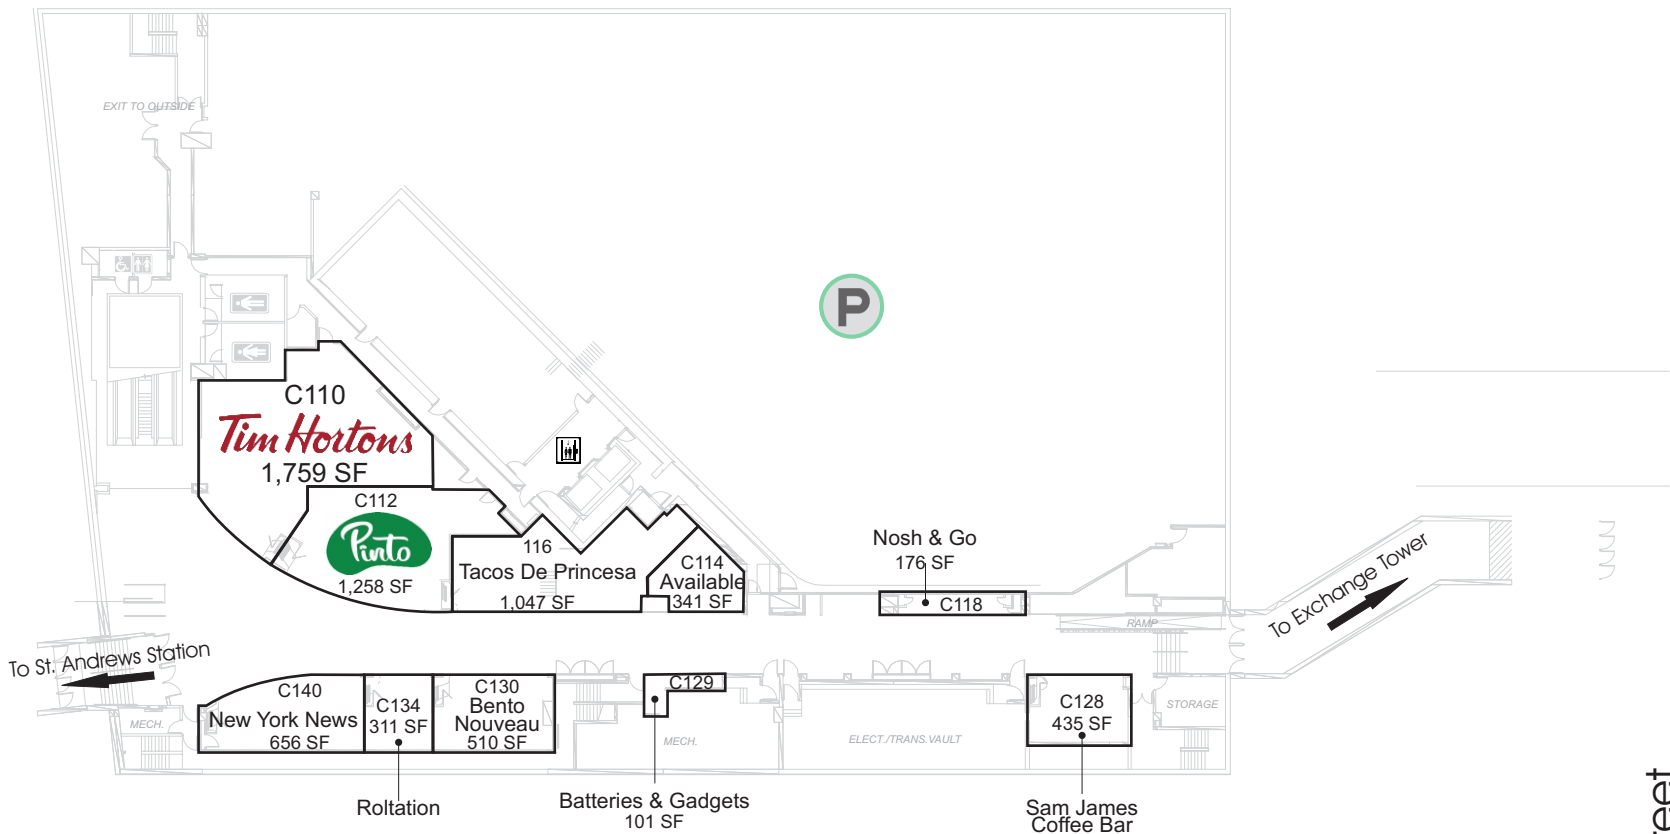 EXIT TO OUTSIDE
P
C110
Tim Hortons
1,759 SF
C112
Pinto
1,258 SF
116
Tacos De Princesa
1,047 SF
C114
Available
341 SF
Nosh & Go
176 SF
C118
RAMP
To Exchange Tower
To St. Andrews Station
MECH.
C140
New York News
656 SF
C134
311 SF
Roltation
C130
Bento
Nouveau
510 SF
C129
MECH.
Batteries & Gadgets
101 SF
ELECT./TRANS.VAULT
C128
435 SF
Sam James
Coffee Bar
STORAGE